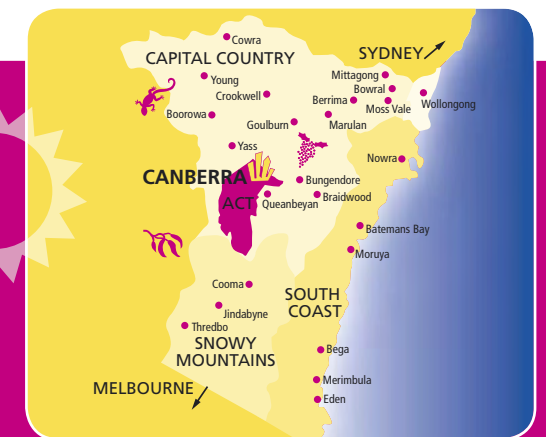 Cowra
CAPITAL COUNTRY
SYDNEY
Young
Mittagong
Bowral
Crookwell
Berrima
Moss Vale
Wollongong
Boorowa
Goulburn
Marulan
Yass
Nowra
CANBERRA
Bungendore
ACT
Queanbeyan
Braidwood
Batemans Bay
Moruya
Cooma
SOUTH
COAST
Jindabyne
Thredbo
SNOWY
MOUNTAINS
Bega
MELBOURNE
Merimbula
Eden